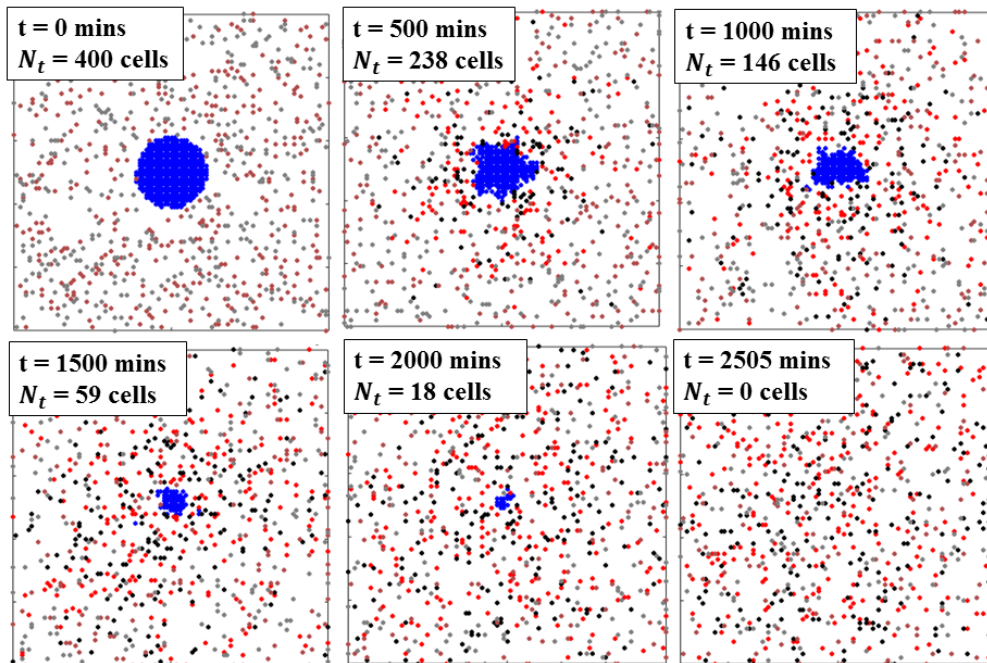 t = 0 mins
N_t = 400 cells
t = 500 mins
N_t = 238 cells
t = 1000 mins
N_t = 146 cells
t = 1500 mins
N_t = 59 cells
t = 2000 mins
N_t = 18 cells
t = 2505 mins
N_t = 0 cells